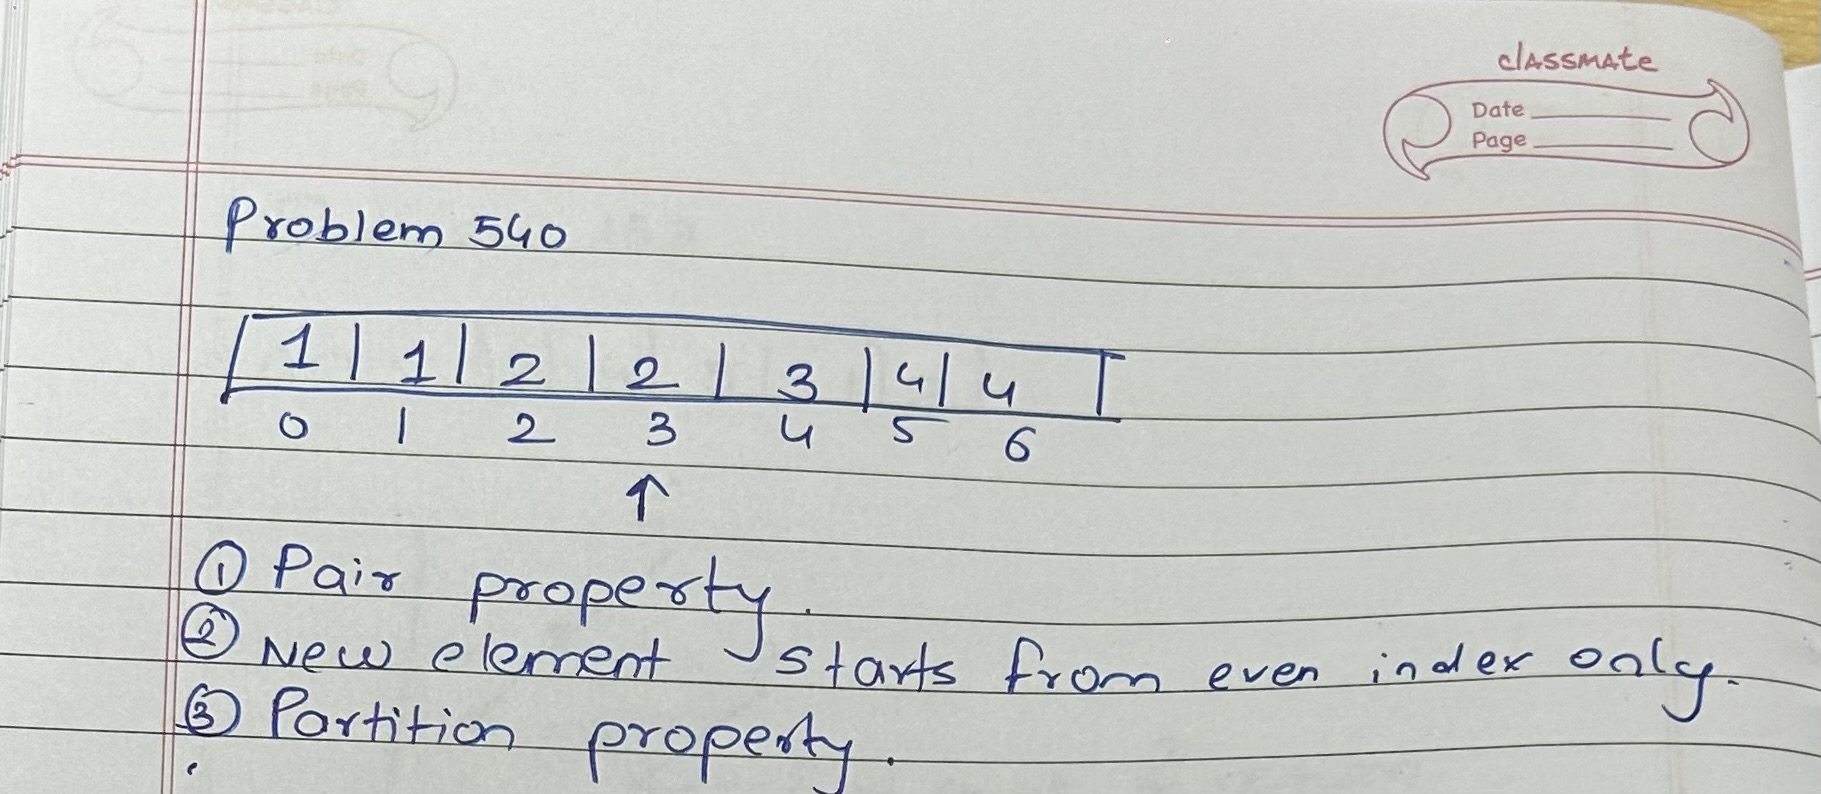 classmate
Date
Page
Problem 540
1 | 1 | 2 | 2 | 3 | 4 | 4
0 1 2 3 4 5 6
↑
① Pair property.
② New element starts from even index only.
③ Partition property.